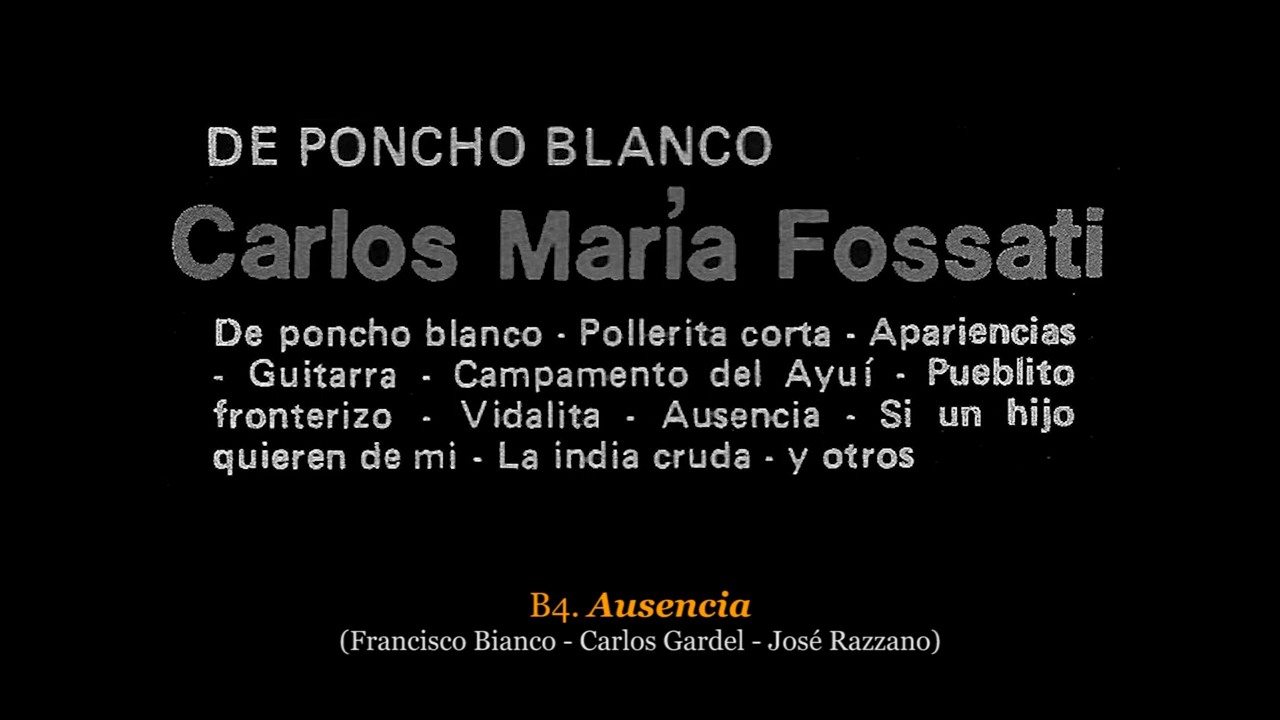 DE PONCHO BLANCO
Carlos María Fossati
De poncho blanco - Pollerita corta - Apariencias
- Guitarra - Campamento del Ayuí - Pueblito
fronterizo - Vidalita - Ausencia - Si un hijo
quieren de mi - La india cruda - y otros
B4. Ausencia
(Francisco Bianco - Carlos Gardel - José Razzano)